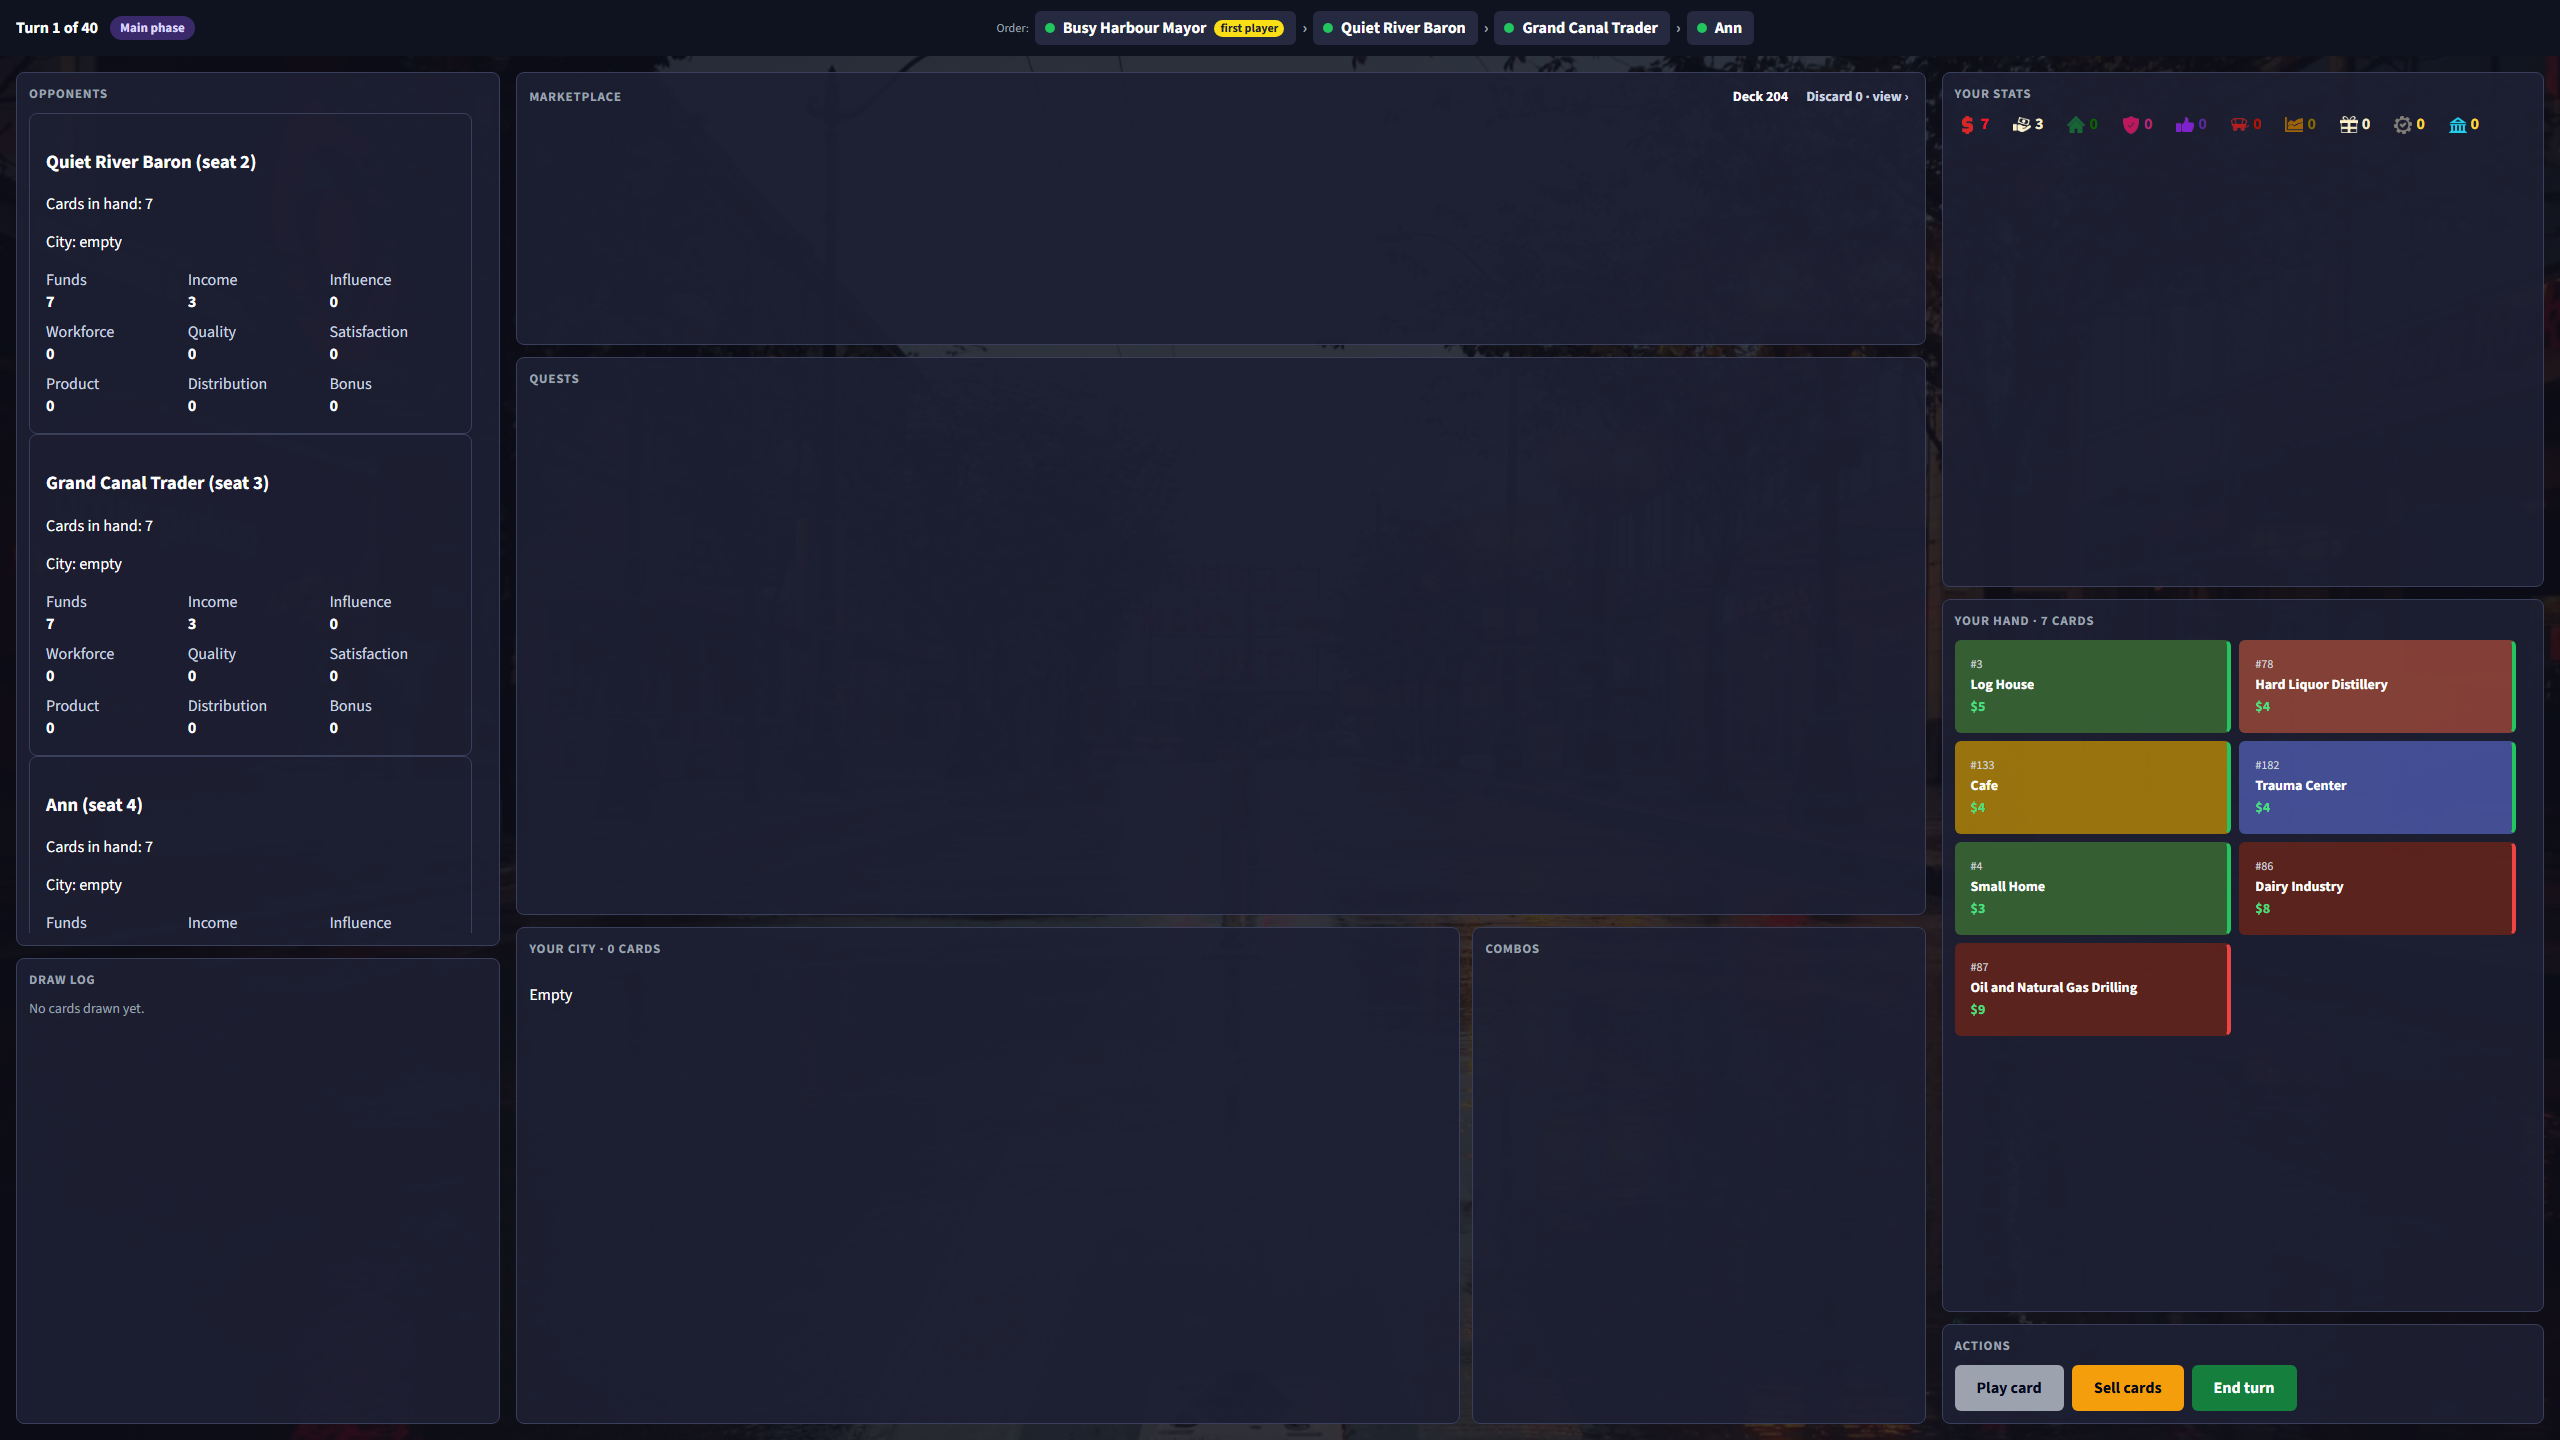 Turn 1 of 40 Main phase
Order: Busy Harbour Mayor first player › Quiet River Baron › Grand Canal Trader › Ann
OPPONENTS
Quiet River Baron (seat 2)
Cards in hand: 7
City: empty
Funds Income Influence
7 3 0
Workforce Quality Satisfaction
0 0 0
Product Distribution Bonus
0 0 0
Grand Canal Trader (seat 3)
Cards in hand: 7
City: empty
Funds Income Influence
7 3 0
Workforce Quality Satisfaction
0 0 0
Product Distribution Bonus
0 0 0
Ann (seat 4)
Cards in hand: 7
City: empty
Funds Income Influence
DRAW LOG
No cards drawn yet.
MARKETPLACE
Deck 204 Discard 0 · view ›
QUESTS
YOUR CITY · 0 CARDS
Empty
COMBOS
YOUR STATS
7 3 0 0 0 0 0 0 0 0
YOUR HAND · 7 CARDS
#3
Log House
$5
#78
Hard Liquor Distillery
$4
#133
Cafe
$4
#182
Trauma Center
$4
#4
Small Home
$3
#86
Dairy Industry
$8
#87
Oil and Natural Gas Drilling
$9
ACTIONS
Play card Sell cards End turn